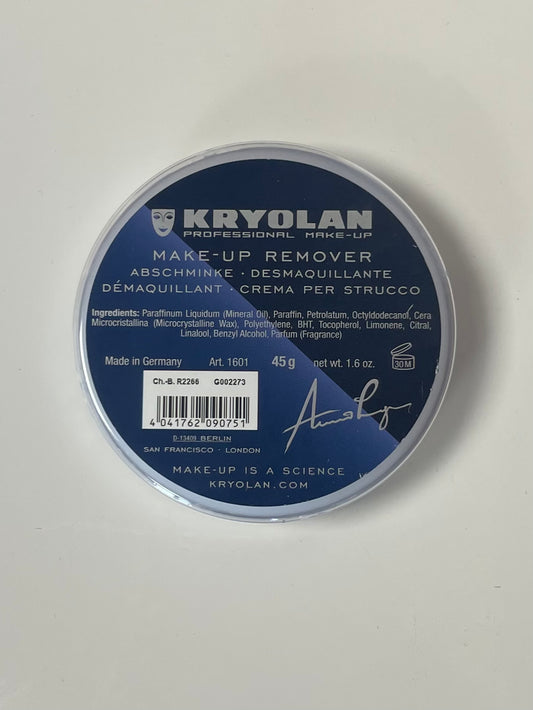 KRYOLAN
PROFESSIONAL MAKE-UP
MAKE-UP REMOVER
ABSCHMINKE · DESMAQUILLANTE
DÉMAQUILLANT · CREMA PER STRUCCO
Ingredients: Paraffinum Liquidum (Mineral Oil), Paraffin, Petrolatum, Octyldodecanol, Cera
Microcristallina (Microcrystalline Wax), Polyethylene, BHT, Tocopherol, Limonene, Citral,
Linalool, Benzyl Alcohol, Parfum (Fragrance)
Made in Germany Art. 1601 45 g net wt. 1.6 oz. 30 M
Ch.-B. R2266 G002273
4 041762 090751
D-13409 BERLIN
SAN FRANCISCO · LONDON
MAKE-UP IS A SCIENCE
KRYOLAN.COM